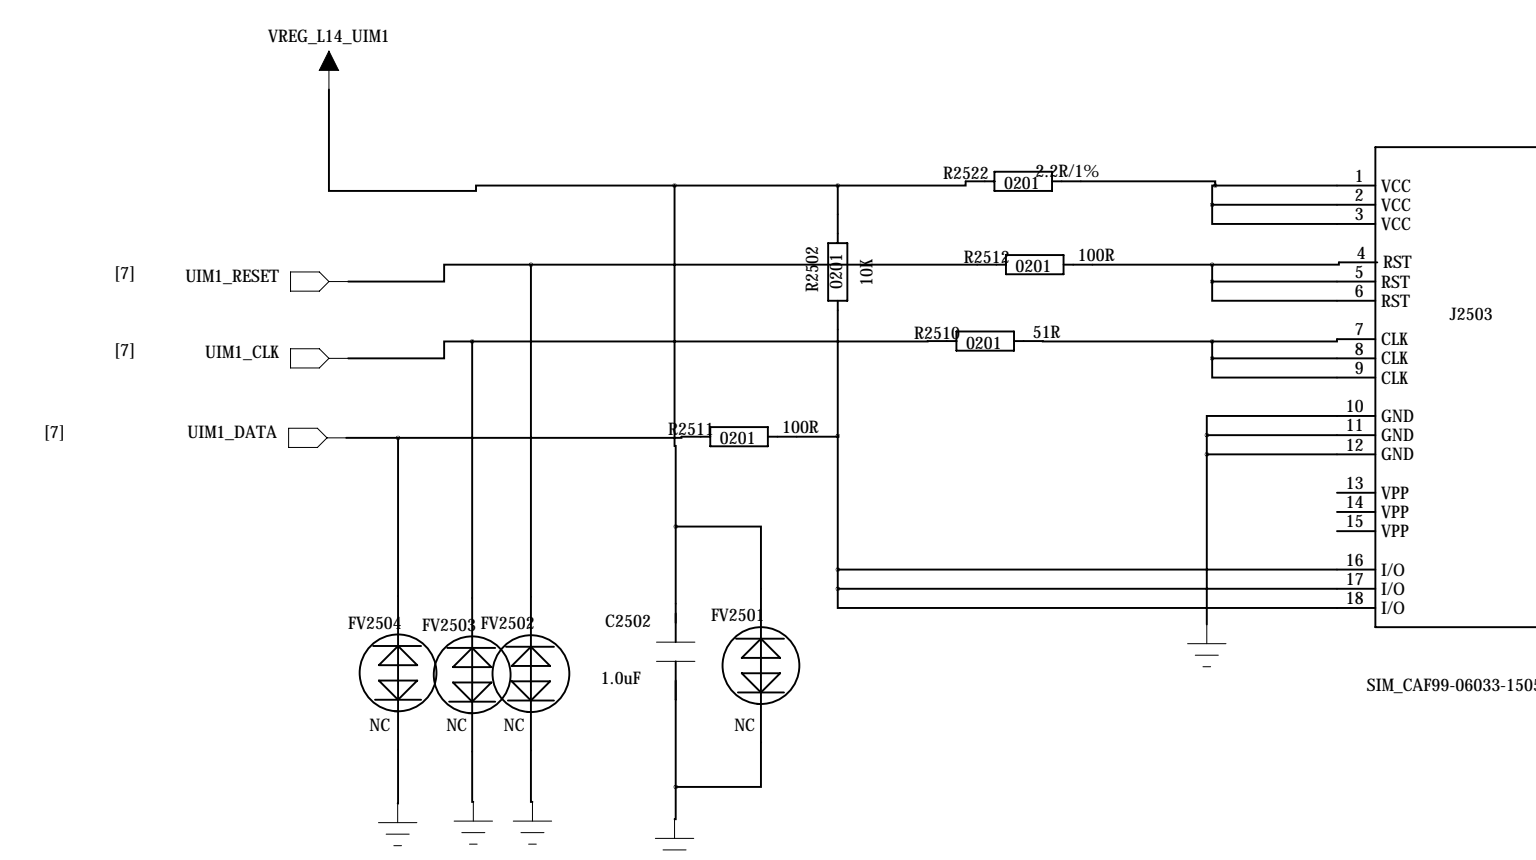 VREG_L14_UIM1
R2522
2.2R/1%
0201
1 VCC
2 VCC
3 VCC
[7] UIM1_RESET
R2502
0201
10K
R2512
0201
100R
4 RST
5 RST
6 RST
J2503
[7] UIM1_CLK
R2510
0201
51R
7 CLK
8 CLK
9 CLK
[7] UIM1_DATA
R2511
0201
100R
10 GND
11 GND
12 GND
13 VPP
14 VPP
15 VPP
16 I/O
17 I/O
18 I/O
FV2504
FV2503
FV2502
C2502
FV2501
1.0uF
NC
NC
NC
NC
SIM_CAF99-06033-1505